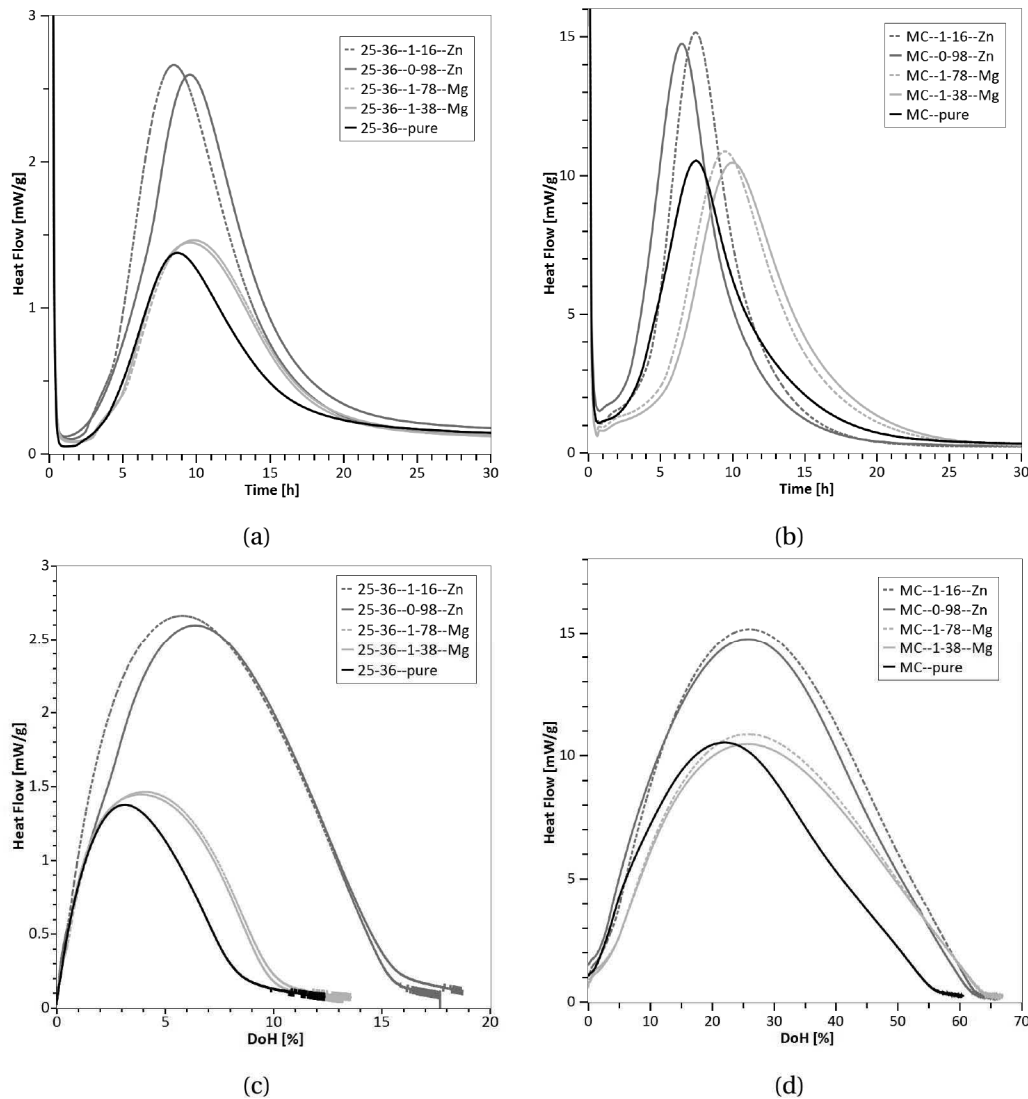 3
2
1
0
0
5
10
15
20
25
30
Heat Flow [mW/g]
Time [h]
25-36--1-16--Zn
25-36--0-98--Zn
25-36--1-78--Mg
25-36--1-38--Mg
25-36--pure
(a)
15
10
5
0
0
5
10
15
20
25
30
Heat Flow [mW/g]
Time [h]
MC--1-16--Zn
MC--0-98--Zn
MC--1-78--Mg
MC--1-38--Mg
MC--pure
(b)
3
2.5
2
1.5
1
0.5
0
0
5
10
15
20
Heat Flow [mW/g]
DoH [%]
25-36--1-16--Zn
25-36--0-98--Zn
25-36--1-78--Mg
25-36--1-38--Mg
25-36--pure
(c)
15
10
5
0
0
10
20
30
40
50
60
70
Heat Flow [mW/g]
DoH [%]
MC--1-16--Zn
MC--0-98--Zn
MC--1-78--Mg
MC--1-38--Mg
MC--pure
(d)